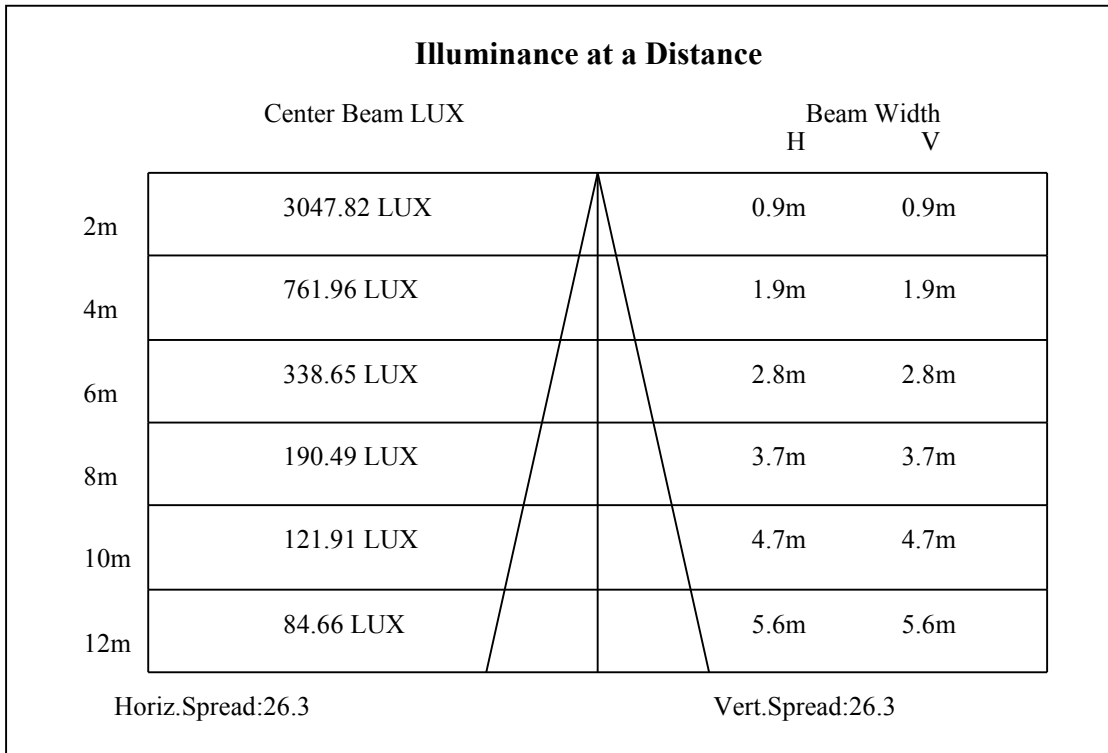 Illuminance at a Distance
Center Beam LUX Beam Width
H V
2m 3047.82 LUX 0.9m 0.9m
4m 761.96 LUX 1.9m 1.9m
6m 338.65 LUX 2.8m 2.8m
8m 190.49 LUX 3.7m 3.7m
10m 121.91 LUX 4.7m 4.7m
12m 84.66 LUX 5.6m 5.6m
Horiz.Spread:26.3 Vert.Spread:26.3